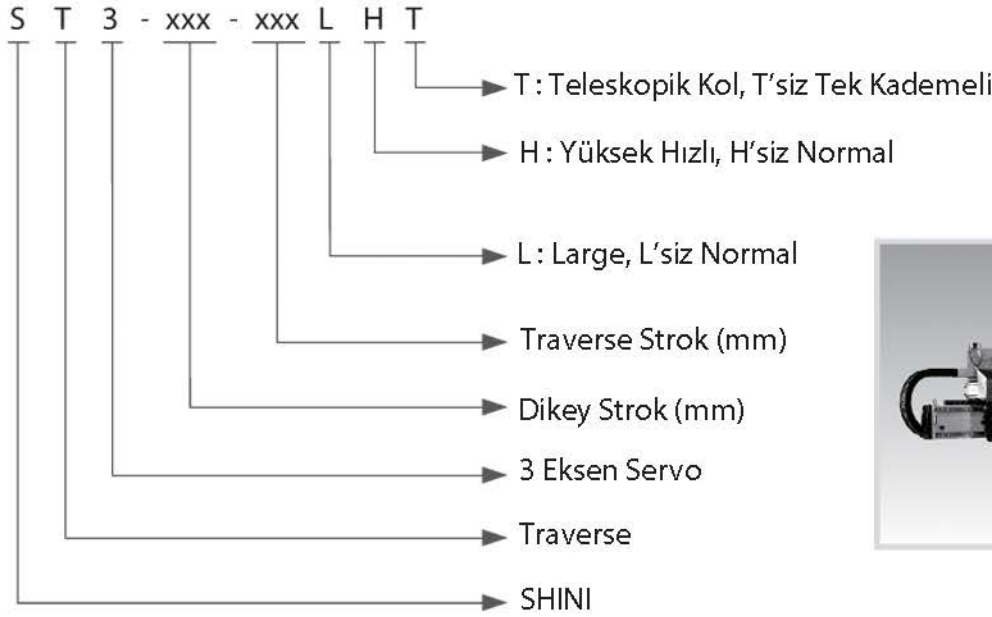 S T 3 - xxx - xxx L H T
T : Teleskopik Kol, T'siz Tek Kademeli
H : Yüksek Hızlı, H'siz Normal
L : Large, L'siz Normal
Traverse Strok (mm)
Dikey Strok (mm)
3 Eksen Servo
Traverse
SHINI